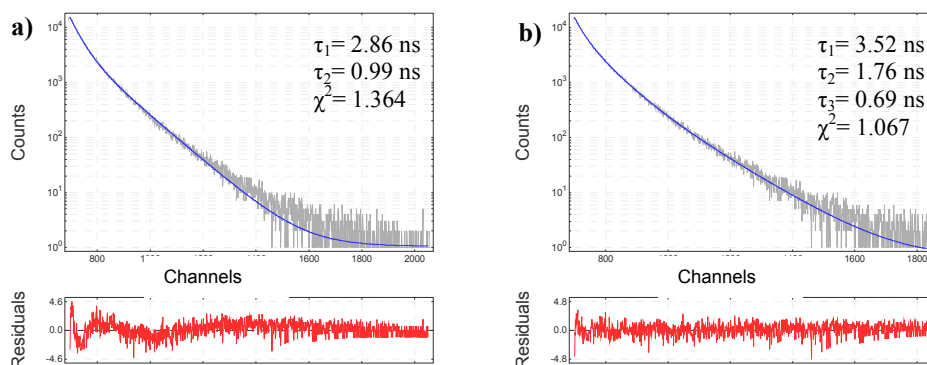 a)
τ1= 2.86 ns
τ2= 0.99 ns
χ2= 1.364
Counts
10^4
10^3
10^2
10^1
10^0
800
1400
1600
1800
2000
Channels
Residuals
4.6
0.0
-4.6
b)
τ1= 3.52 ns
τ2= 1.76 ns
τ3= 0.69 ns
χ2= 1.067
Counts
10^4
10^3
10^2
10^1
10^0
800
1400
1600
1800
Channels
Residuals
4.8
0.0
-4.8